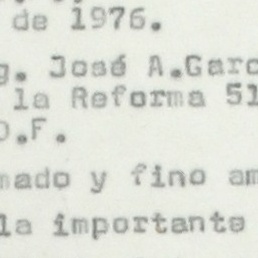 de 1976.
g. José A.Garc
la Reforma 51
D.F.
mado y fino am
la importante